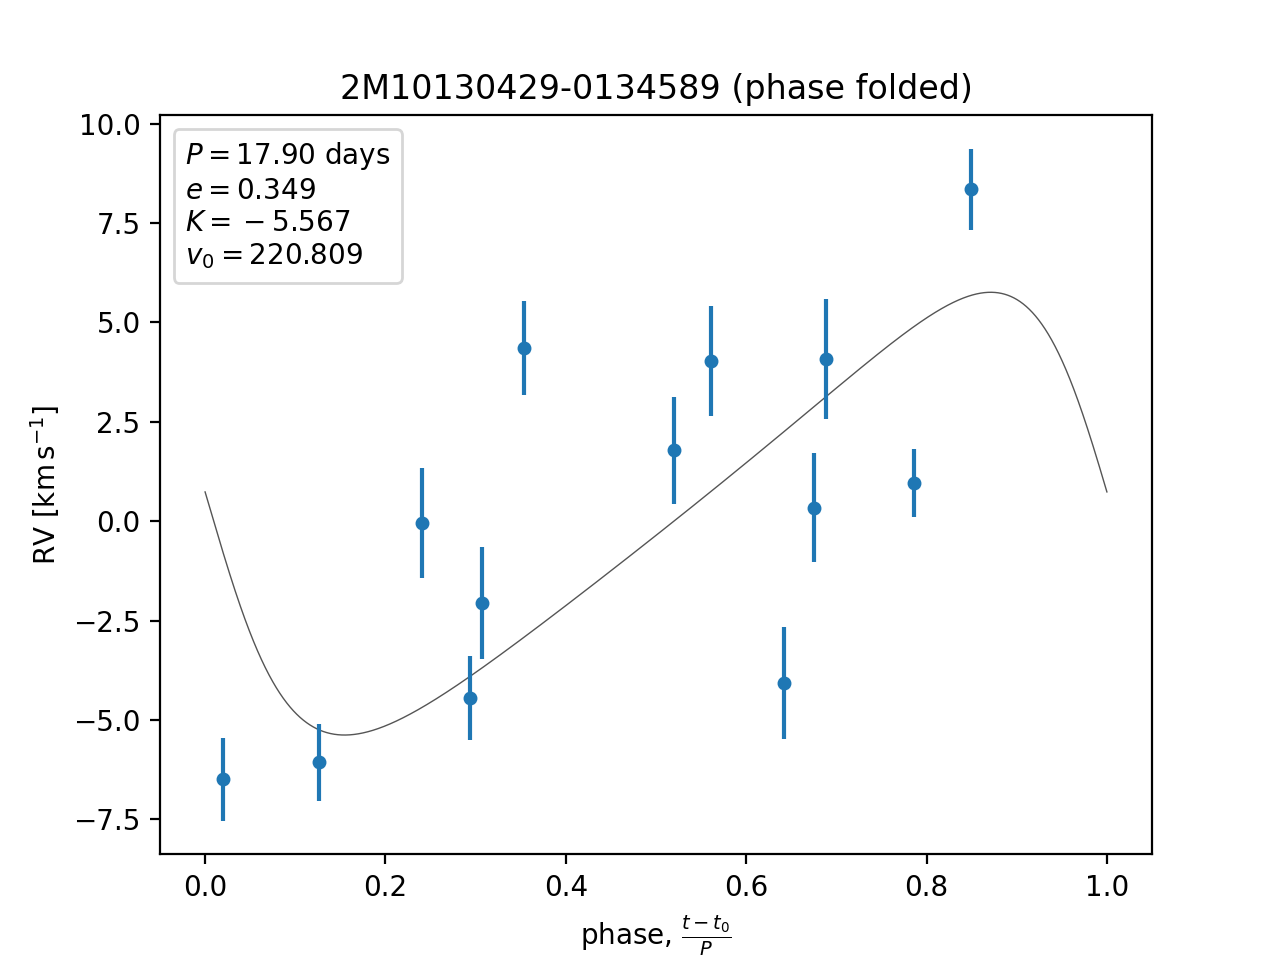 2M10130429-0134589 (phase folded)
P = 17.90 days
e = 0.349
K = −5.567
v₀ = 220.809
10.0
7.5
5.0
2.5
0.0
−2.5
−5.0
−7.5
RV [km s⁻¹]
0.0 0.2 0.4 0.6 0.8 1.0
phase, (t − t₀)/P